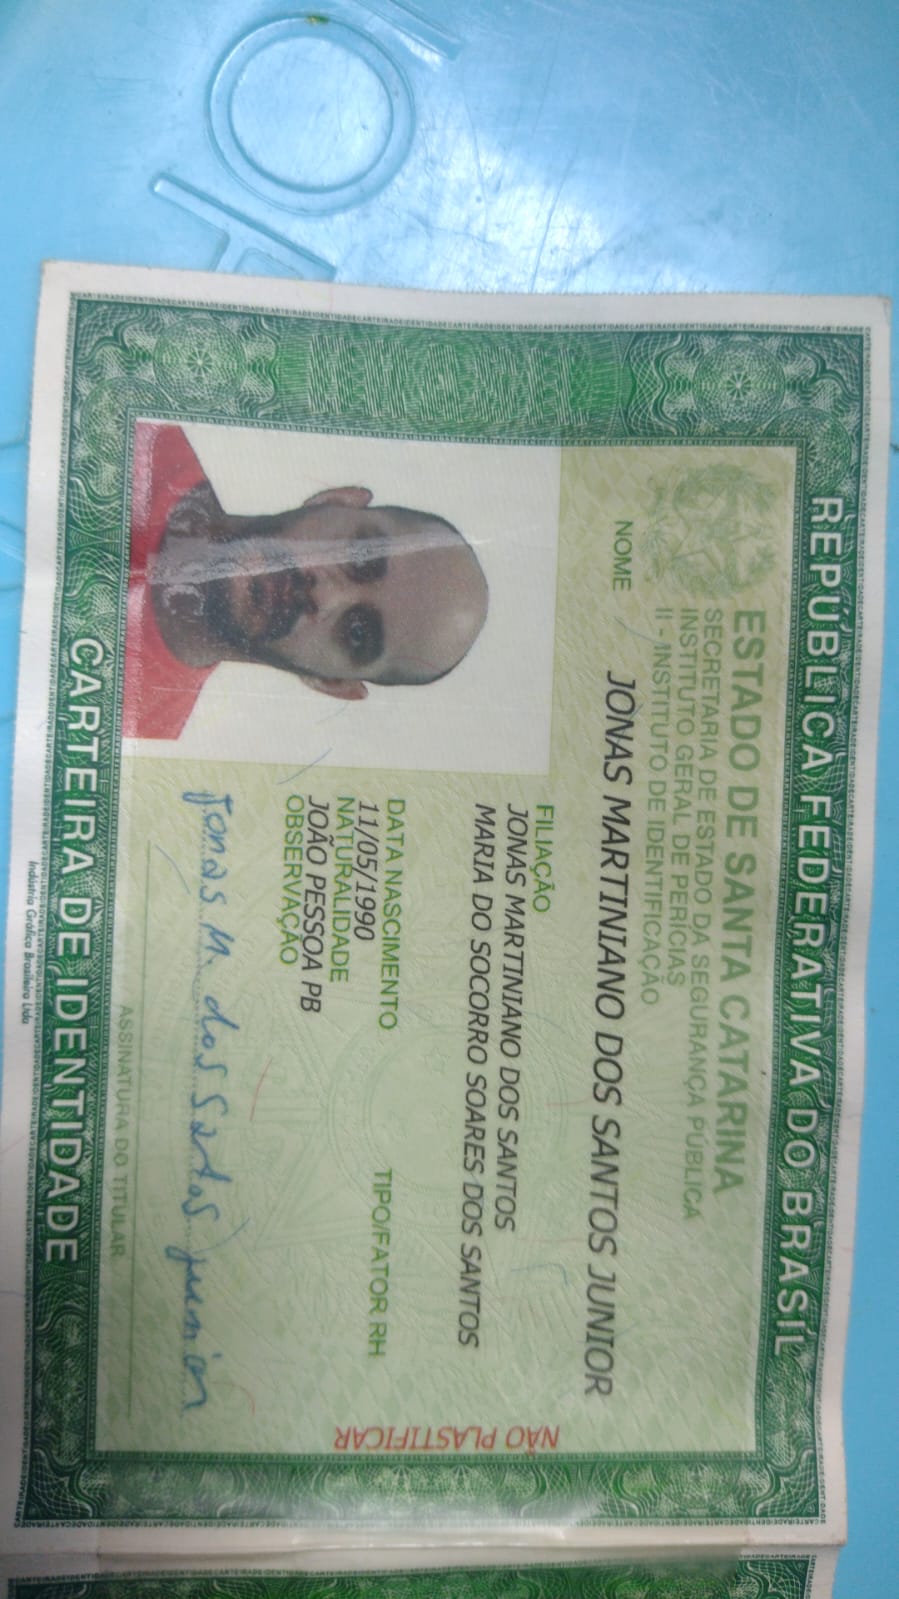 REPÚBLICA FEDERATIVA DO BRASIL
ESTADO DE SANTA CATARINA
SECRETARIA DE ESTADO DA SEGURANÇA PÚBLICA
INSTITUTO GERAL DE PERÍCIAS
II - INSTITUTO DE IDENTIFICAÇÃO
NOME
JONAS MARTINIANO DOS SANTOS JUNIOR
FILIAÇÃO
JONAS MARTINIANO DOS SANTOS
MARIA DO SOCORRO SOARES DOS SANTOS
DATA NASCIMENTO TIPO/FATOR RH
11/05/1990
NATURALIDADE
JOÃO PESSOA PB
OBSERVAÇÃO
Jonas M. dos Santos junior
ASSINATURA DO TITULAR
CARTEIRA DE IDENTIDADE
Indústria Gráfica Brasileira Ltda
NÃO PLASTIFICAR